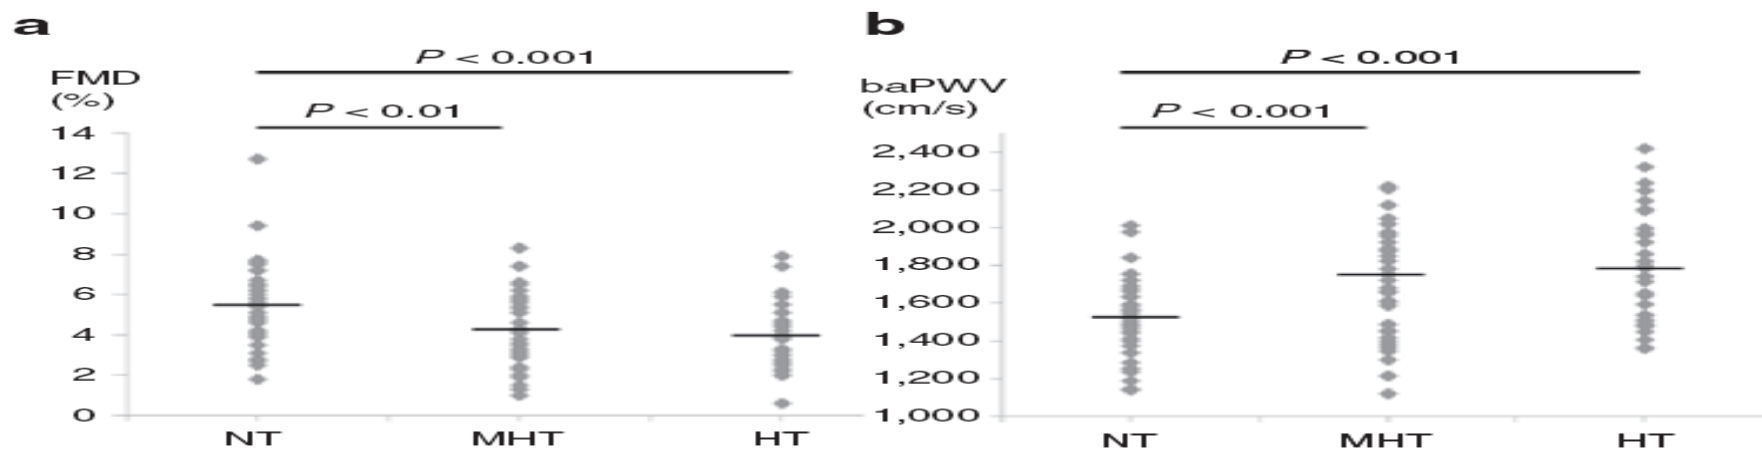 a
P < 0.001
FMD
(%)
P < 0.01
14
12
10
8
6
4
2
0
NT MHT HT
b
P < 0.001
baPWV
(cm/s)
P < 0.001
2,400
2,200
2,000
1,800
1,600
1,400
1,200
1,000
NT MHT HT